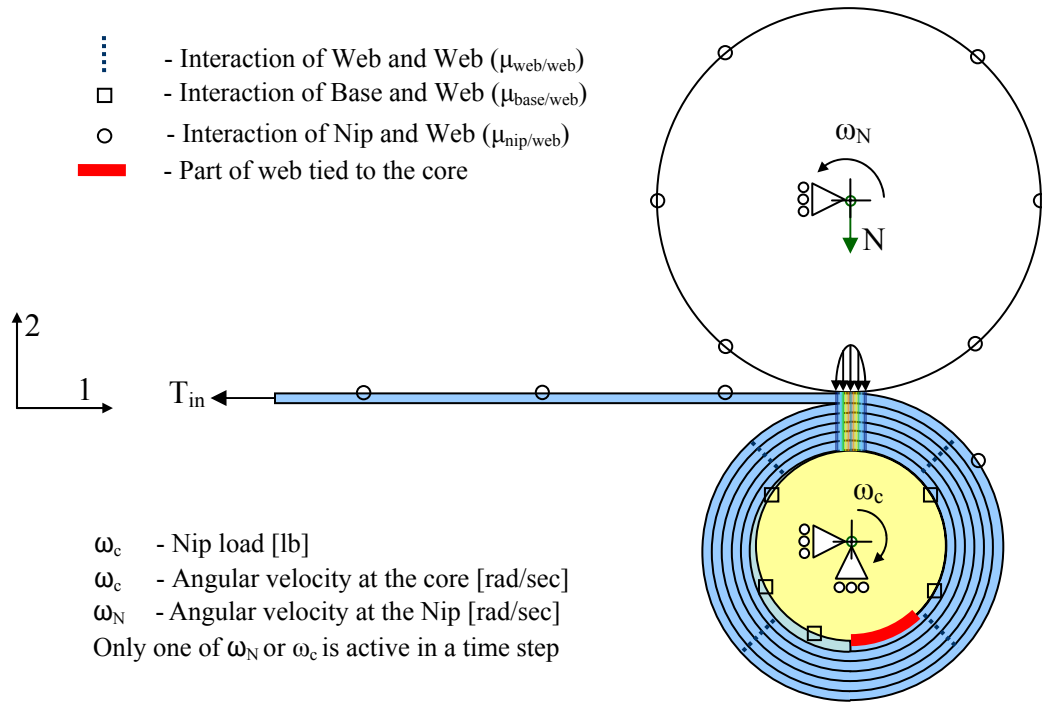 - Interaction of Web and Web (μweb/web)
- Interaction of Base and Web (μbase/web)
- Interaction of Nip and Web (μnip/web)
- Part of web tied to the core
ωN
N
2
1
Tin
ωc
ωc - Nip load [lb]
ωc - Angular velocity at the core [rad/sec]
ωN - Angular velocity at the Nip [rad/sec]
Only one of ωN or ωc is active in a time step